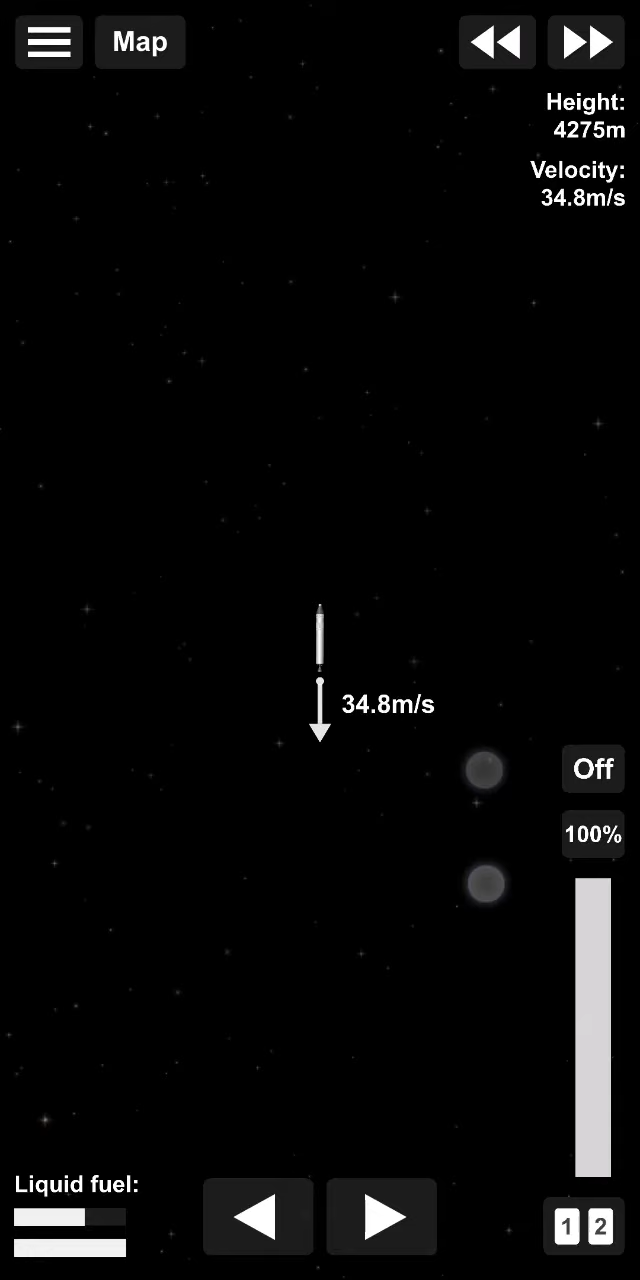 Map
Height:
4275m
Velocity:
34.8m/s
34.8m/s
Off
100%
Liquid fuel:
1 2